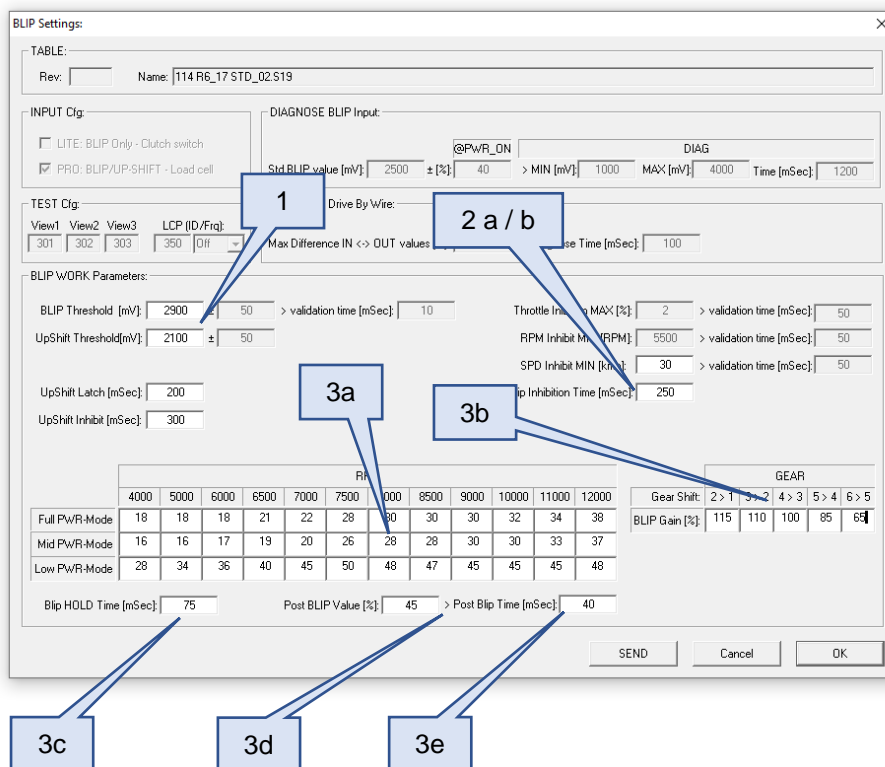 BLIP Settings:
TABLE:
Rev: Name: 114 R6_17 STD_02.S19
INPUT Cfg:
LITE: BLIP Only - Clutch switch
PRO: BLIP/UP-SHIFT - Load cell
DIAGNOSE BLIP Input:
@PWR_ON DIAG
Std.BLIP value [mV]: 2500 ± [%]: 40 > MIN [mV]: 1000 MAX [mV]: 4000 Time [mSec]: 1200
TEST Cfg:
View1 View2 View3 LCP (ID/Frq):
301 302 303 350 Off
1
Drive By Wire:
Max Difference IN <-> OUT values Time [mSec]: 100
2 a / b
BLIP WORK Parameters:
BLIP Threshold [mV]: 2900 ± 50 > validation time [mSec]: 10
UpShift Threshold[mV]: 2100 ± 50
UpShift Latch [mSec]: 200
UpShift Inhibit [mSec]: 300
MAX [%]: 2 > validation time [mSec]: 50
RPM Inhibit 5500 > validation time [mSec]: 50
SPD Inhibit MIN 30 > validation time [mSec]: 50
Inhibition Time [mSec]: 250
3a
3b
4000 5000 6000 6500 7000 7500 8500 9000 10000 11000 12000
Full PWR-Mode 18 18 18 21 22 28 30 30 30 32 34 38
Mid PWR-Mode 16 16 17 19 20 26 28 28 30 30 33 37
Low PWR-Mode 28 34 36 40 45 50 48 47 45 45 45 48
GEAR
Gear Shift: 2 > 1 3 > 2 4 > 3 5 > 4 6 > 5
BLIP Gain [%]: 115 110 100 85 65
Blip HOLD Time [mSec]: 75 Post BLIP Value [%]: 45 > Post Blip Time [mSec]: 40
SEND Cancel OK
3c 3d 3e